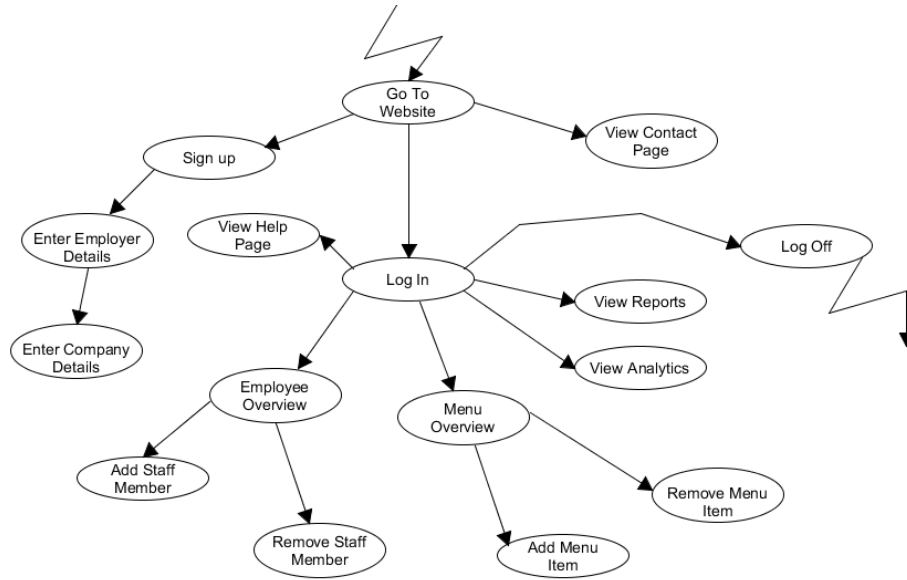 Go To
Website
View Contact
Page
Sign up
View Help
Page
Enter Employer
Details
Log Off
Log In
View Reports
Enter Company
Details
View Analytics
Employee
Overview
Menu
Overview
Add Staff
Member
Remove Menu
Item
Remove Staff
Member
Add Menu
Item